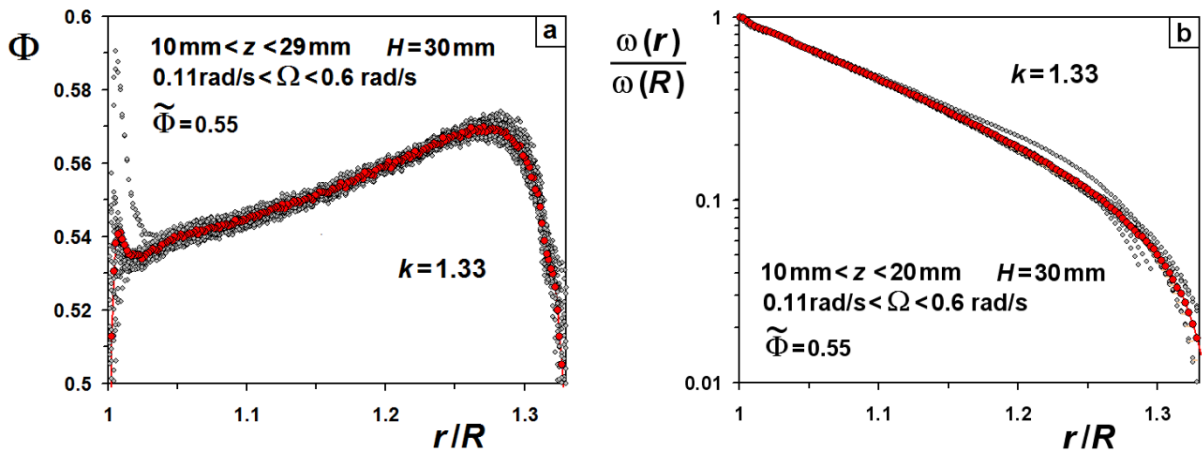 a
Φ
0.6
0.58
0.56
0.54
0.52
0.5
10mm< z <29mm H=30mm
0.11rad/s< Ω <0.6 rad/s
Φ̃ = 0.55
k=1.33
1 1.1 1.2 1.3
r/R
b
ω(r)
ω(R)
1
0.1
0.01
k=1.33
10mm< z <20mm H=30mm
0.11rad/s< Ω <0.6 rad/s
Φ̃ = 0.55
1 1.1 1.2 1.3
r/R